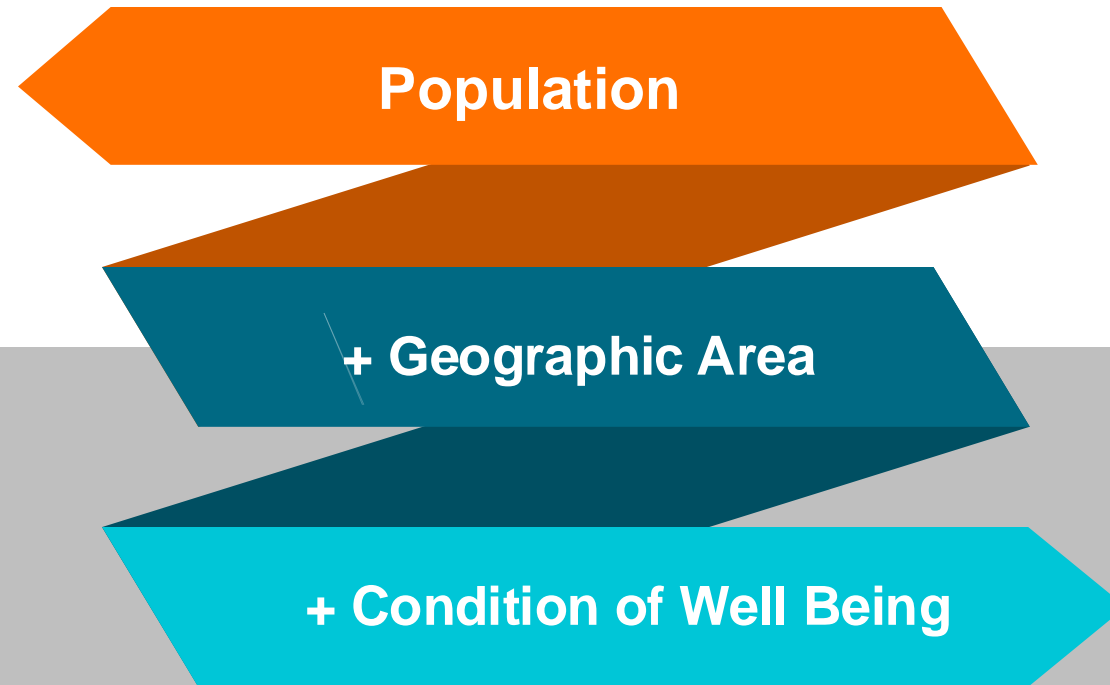 Population
+ Geographic Area
+ Condition of Well Being